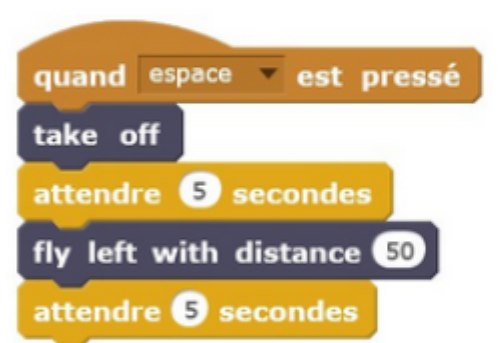 quand espace est pressé
take off
attendre 5 secondes
fly left with distance 50
attendre 5 secondes